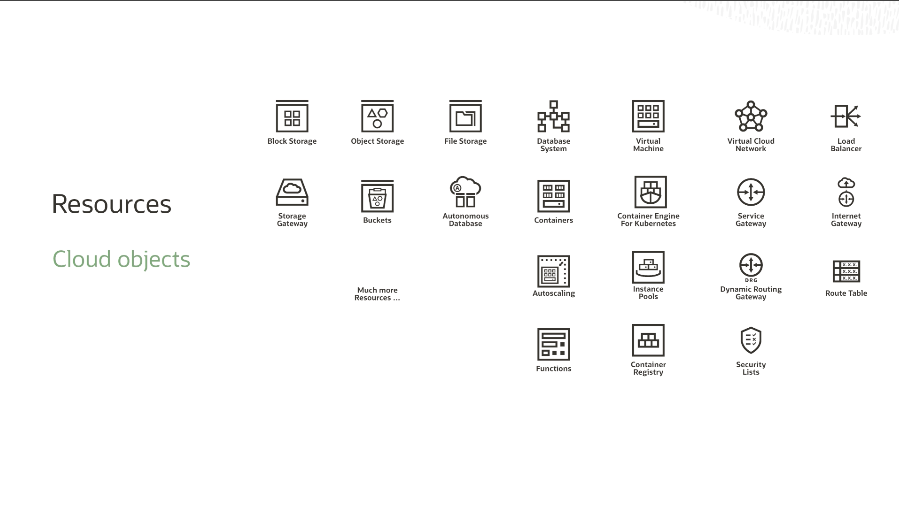 Resources
Cloud objects
Block Storage
Object Storage
File Storage
Database
System
Virtual
Machine
Virtual Cloud
Network
Load
Balancer
Storage
Gateway
Buckets
Autonomous
Database
Containers
Container Engine
For Kubernetes
Service
Gateway
Internet
Gateway
Much more
Resources ...
Autoscaling
Instance
Pools
DRG
Dynamic Routing
Gateway
X.X.X.
X.X.X.
X.X.X.
Route Table
Functions
Container
Registry
Security
Lists